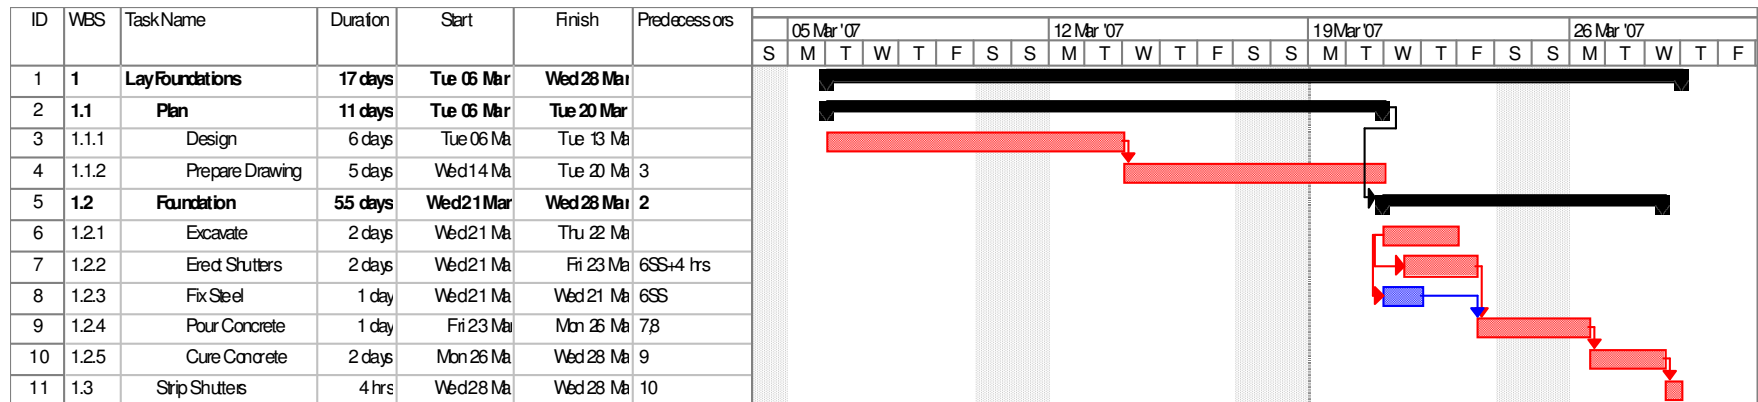 ID WBS Task Name Duration Start Finish Predecessors
05 Mar '07 12 Mar '07 19 Mar '07 26 Mar '07
S M T W T F S S M T W T F S S M T W T F S S M T W T F
1 1 Lay Foundations 17 days Tue 06 Mar Wed 28 Mar
2 1.1 Plan 11 days Tue 06 Mar Tue 20 Mar
3 1.1.1 Design 6 days Tue 06 Ma Tue 13 Ma
4 1.1.2 Prepare Drawing 5 days Wed 14 Mar Tue 20 Ma 3
5 1.2 Foundation 5.5 days Wed 21 Mar Wed 28 Mar 2
6 1.2.1 Excavate 2 days Wed 21 Ma Thu 22 Ma
7 1.2.2 Erect Shutters 2 days Wed 21 Ma Fri 23 Ma 6SS+4 hrs
8 1.2.3 Fix Steel 1 day Wed 21 Ma Wed 21 Ma 6SS
9 1.2.4 Pour Concrete 1 day Fri 23 Mar Mon 26 Ma 7,8
10 1.2.5 Cure Concrete 2 days Mon 26 Ma Wed 28 Ma 9
11 1.3 Strip Shutters 4 hrs Wed 28 Ma Wed 28 Ma 10